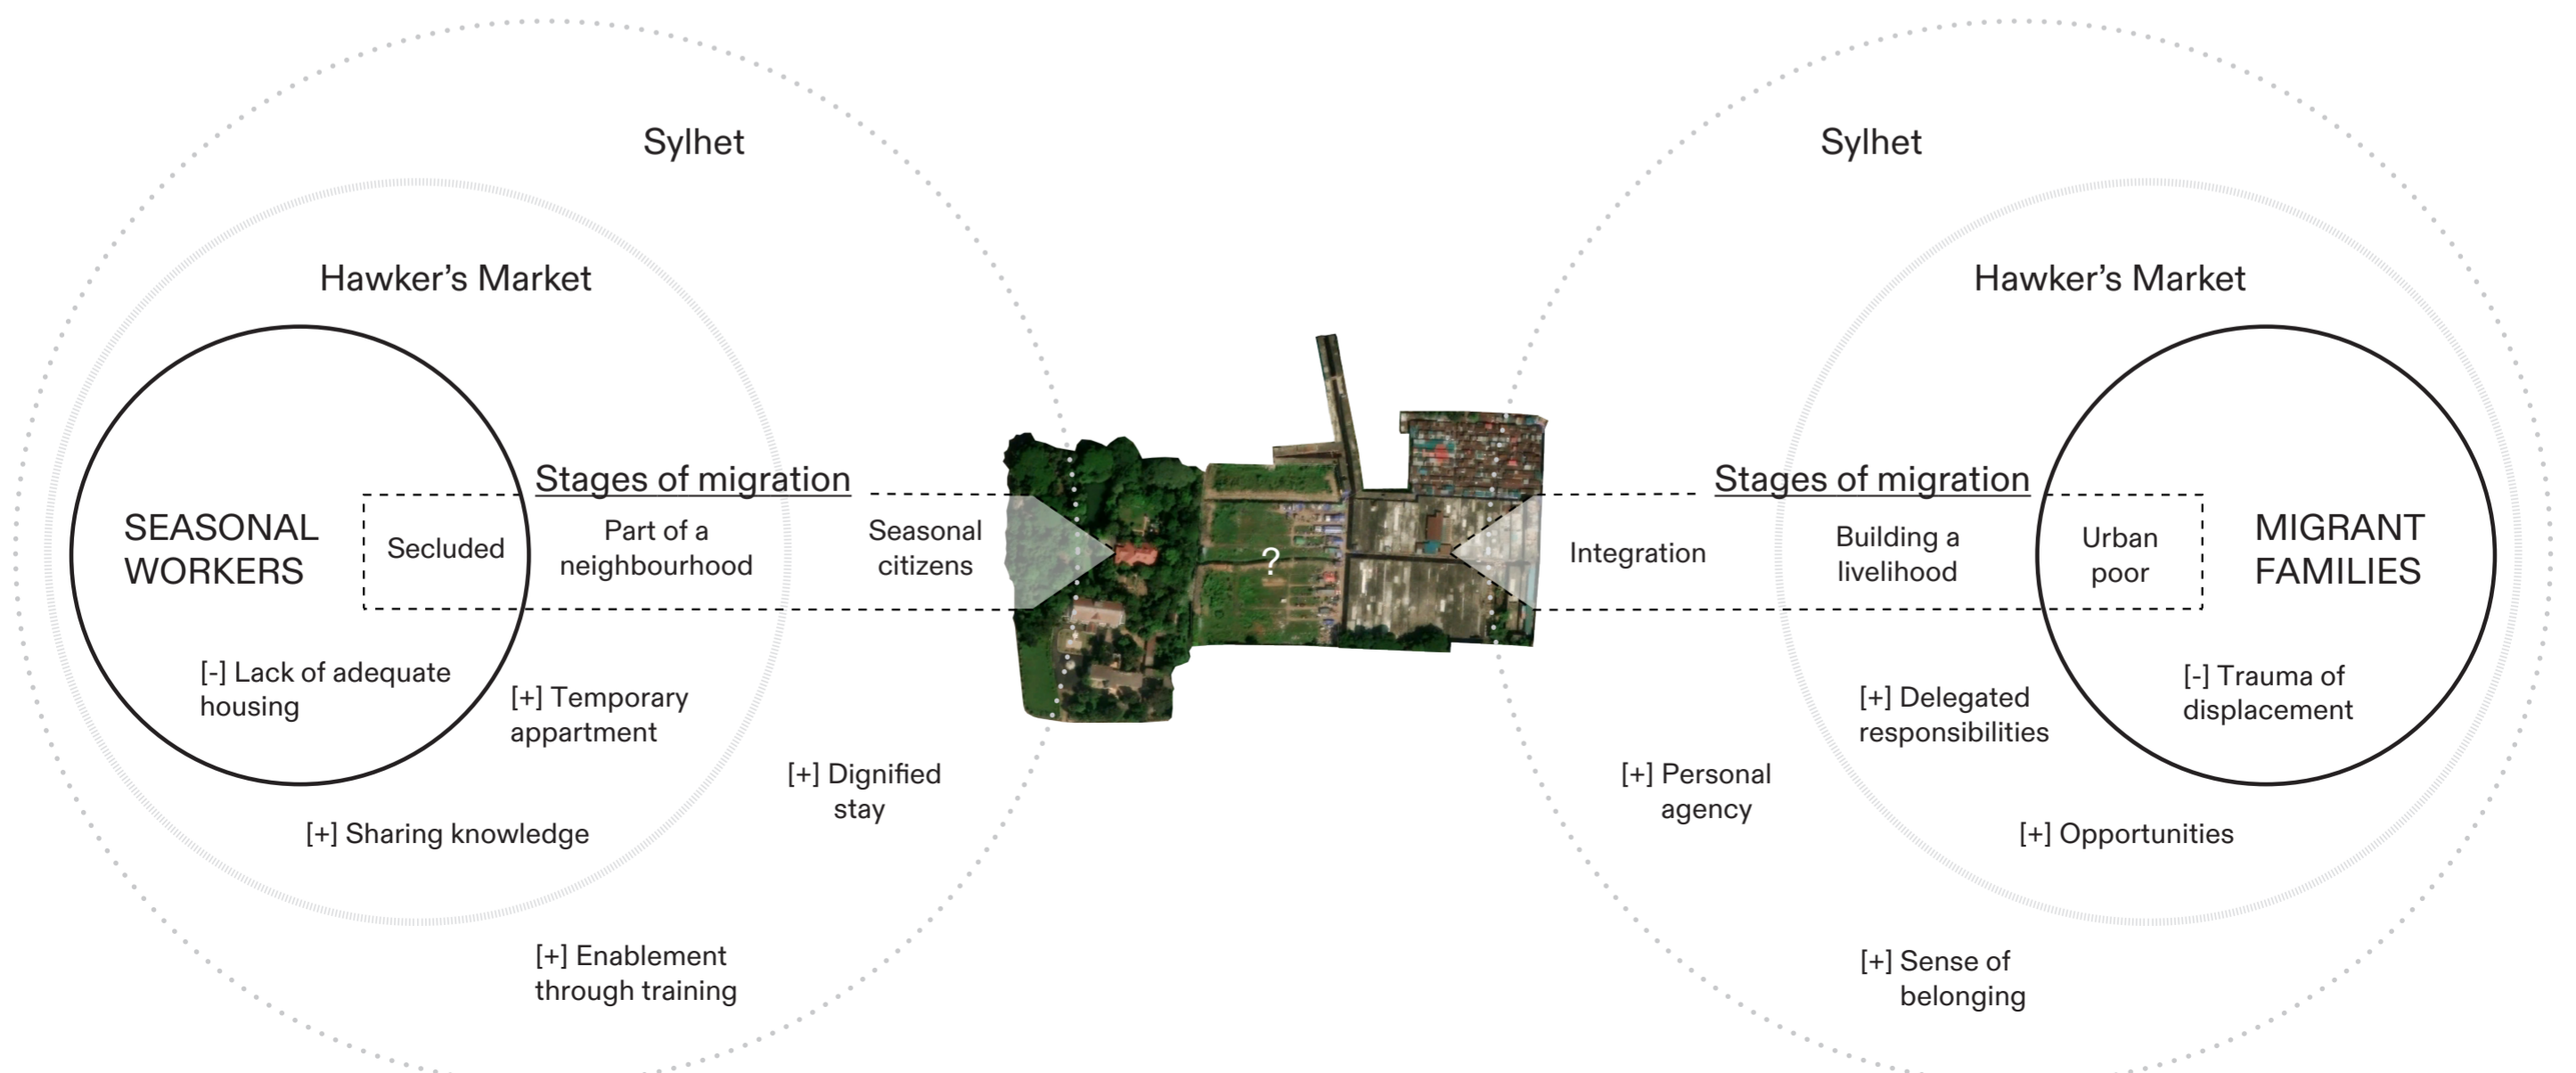 Sylhet
Hawker's Market
SEASONAL
WORKERS
Stages of migration
Secluded
Part of a
neighbourhood
Seasonal
citizens
[-] Lack of adequate
housing
[+] Temporary
appartment
[+] Dignified
stay
[+] Sharing knowledge
[+] Enablement
through training
?
Sylhet
Hawker's Market
Stages of migration
Integration
Building a
livelihood
Urban
poor
MIGRANT
FAMILIES
[-] Trauma of
displacement
[+] Delegated
responsibilities
[+] Personal
agency
[+] Opportunities
[+] Sense of
belonging